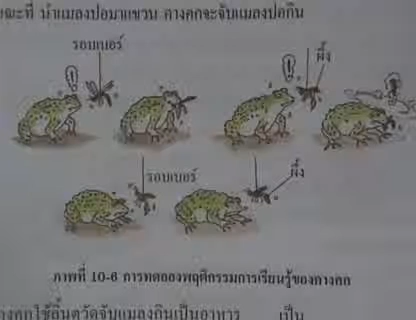 ขณะที่ นำแมลงปอมาแขวน คางคกจะจับแมลงปอกิน
รอบเบอร์
ผึ้ง
รอบเบอร์
ผึ้ง
ภาพที่ 10-6 การทดลองพฤติกรรมการเรียนรู้ของคางคก
คางคกใช้ลิ้นตวัดจับแมลงกินเป็นอาหาร เป็น